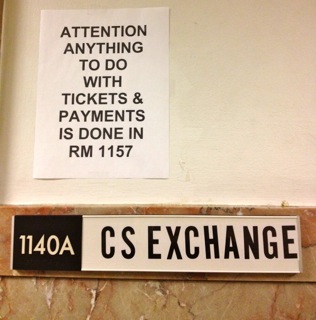 ATTENTION
ANYTHING
TO DO
WITH
TICKETS &
PAYMENTS
IS DONE IN
RM 1157
1140A CS EXCHANGE